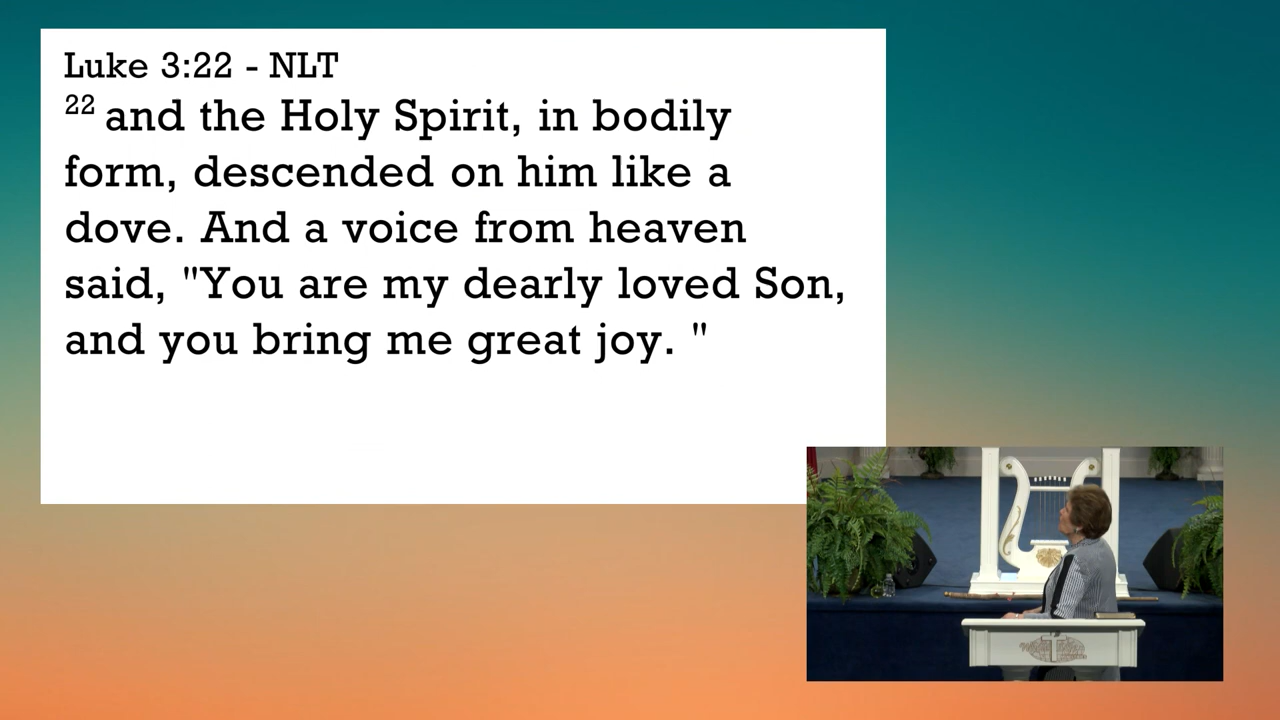 Luke 3:22 - NLT
22 and the Holy Spirit, in bodily
form, descended on him like a
dove. And a voice from heaven
said, "You are my dearly loved Son,
and you bring me great joy. "